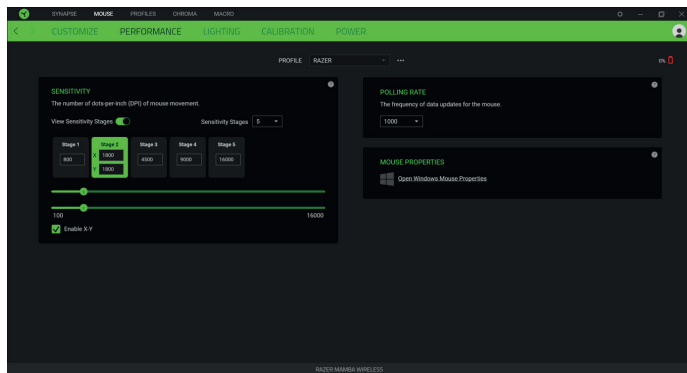 SYNAPSE MOUSE PROFILES CHROMA MACRO
CUSTOMIZE PERFORMANCE LIGHTING CALIBRATION POWER
PROFILE RAZER
SENSITIVITY
The number of dots-per-inch (DPI) of mouse movement.
View Sensitivity Stages
Sensitivity Stages 5
Stage 1 Stage 2 Stage 3 Stage 4 Stage 5
800 X 1800 4500 9000 16000
Y 1800
100 16000
Enable X-Y
POLLING RATE
The frequency of data updates for the mouse.
1000
MOUSE PROPERTIES
Open Windows Mouse Properties
RAZER MAMBA WIRELESS